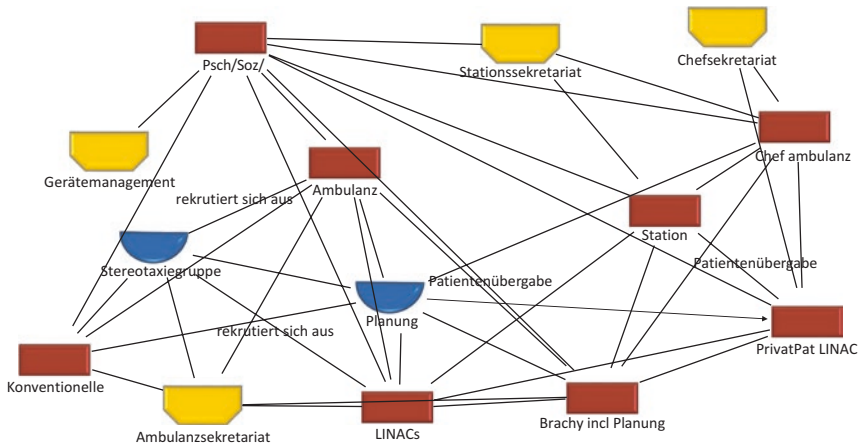 Psch/Soz/
Stationssekretariat
Chefsekretariat
Gerätemanagement
Ambulanz
Chef ambulanz
rekrutiert sich aus
Station
Stereotaxiegruppe
Patientenübergabe
Patientenübergabe
Planung
rekrutiert sich aus
PrivatPat LINAC
Konventionelle
Ambulanzsekretariat
LINACs
Brachy incl Planung